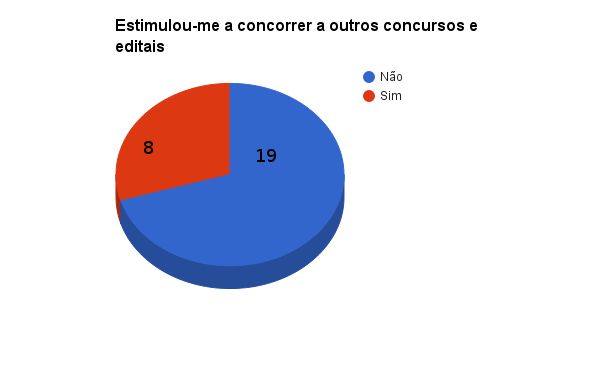 Estimulou-me a concorrer a outros concursos e
editais
Não
Sim
8
19